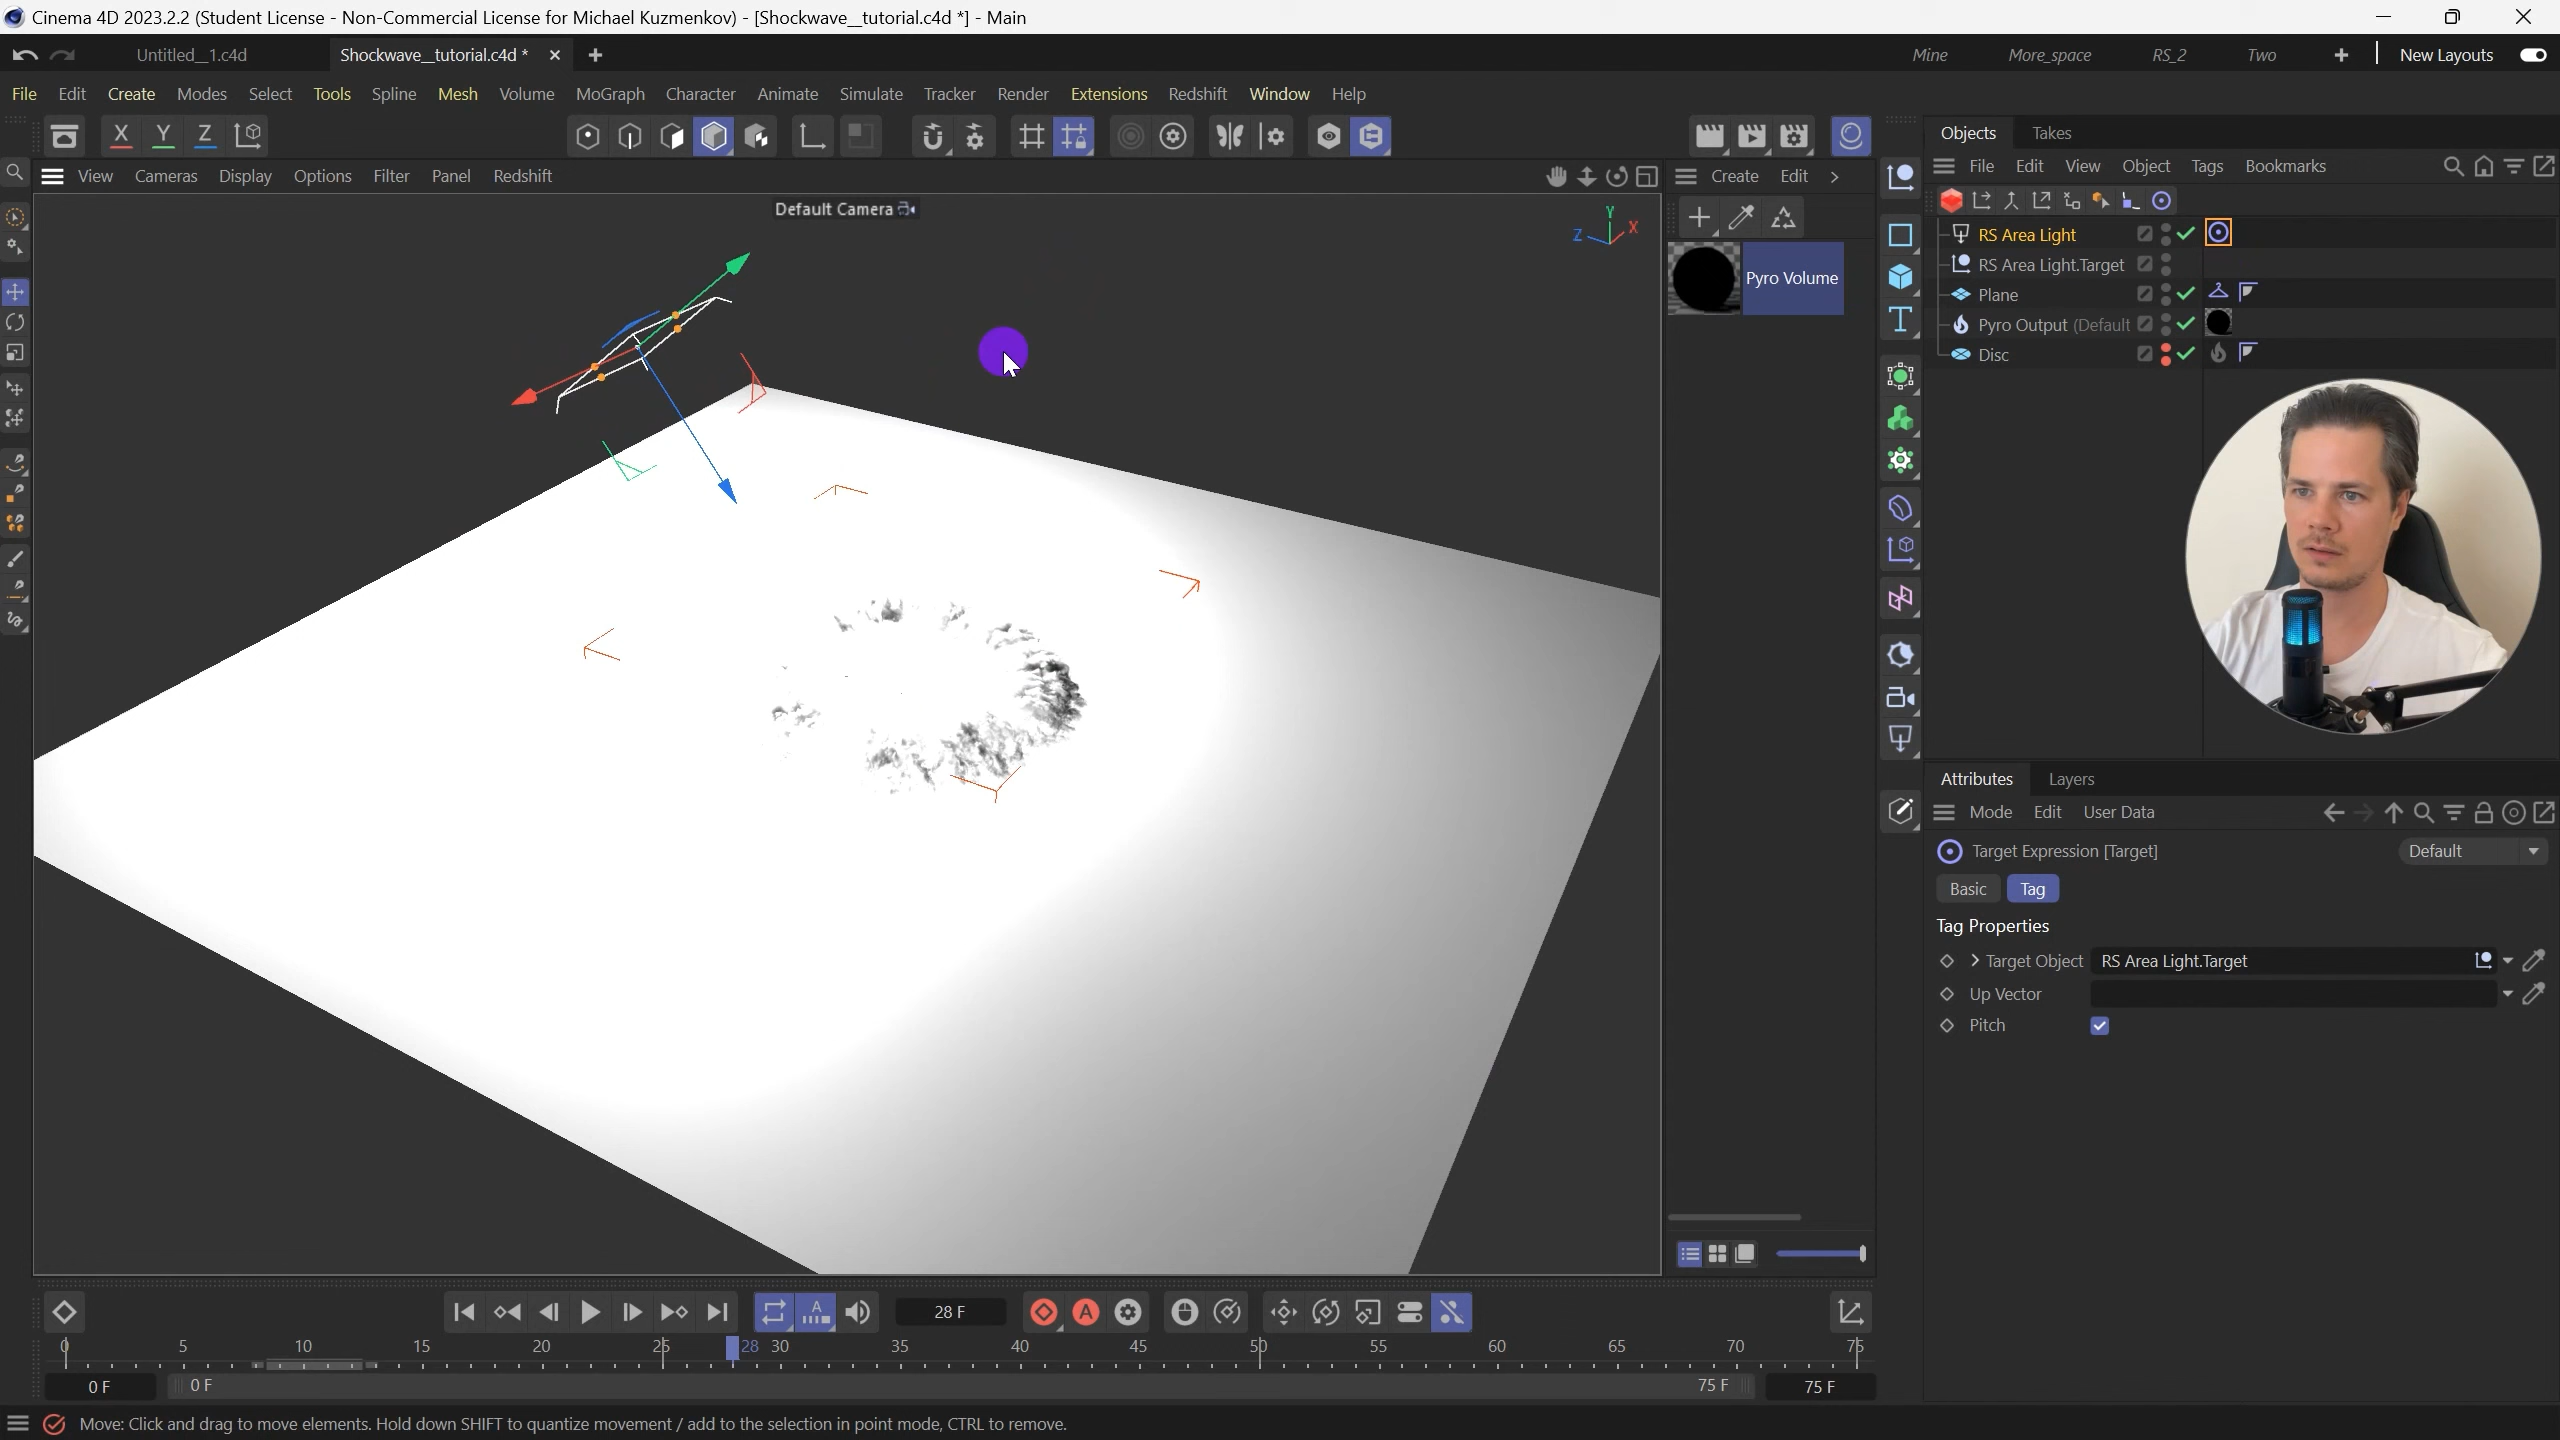 Cinema 4D 2023.2.2 (Student License - Non-Commercial License for Michael Kuzmenkov) - [Shockwave_tutorial.c4d *] - Main
Untitled_1.c4d
Shockwave_tutorial.c4d *
Mine
More_space
RS_2
Two
New Layouts
File Edit Create Modes Select Tools Spline Mesh Volume MoGraph Character Animate Simulate Tracker Render Extensions Redshift Window Help
X Y Z
Objects Takes
View Cameras Display Options Filter Panel Redshift
Create Edit
File Edit View Object Tags Bookmarks
Default Camera
Y
Z
X
Pyro Volume
RS Area Light
RS Area Light.Target
Plane
Pyro Output (Default
Disc
Attributes Layers
Mode Edit User Data
Target Expression [Target]
Default
Basic Tag
Tag Properties
Target Object RS Area Light.Target
Up Vector
Pitch
A
28 F
A
0 5 10 15 20 25 28 30 35 40 45 50 55 60 65 70 75
0 F
0 F
75 F
75 F
Move: Click and drag to move elements. Hold down SHIFT to quantize movement / add to the selection in point mode, CTRL to remove.